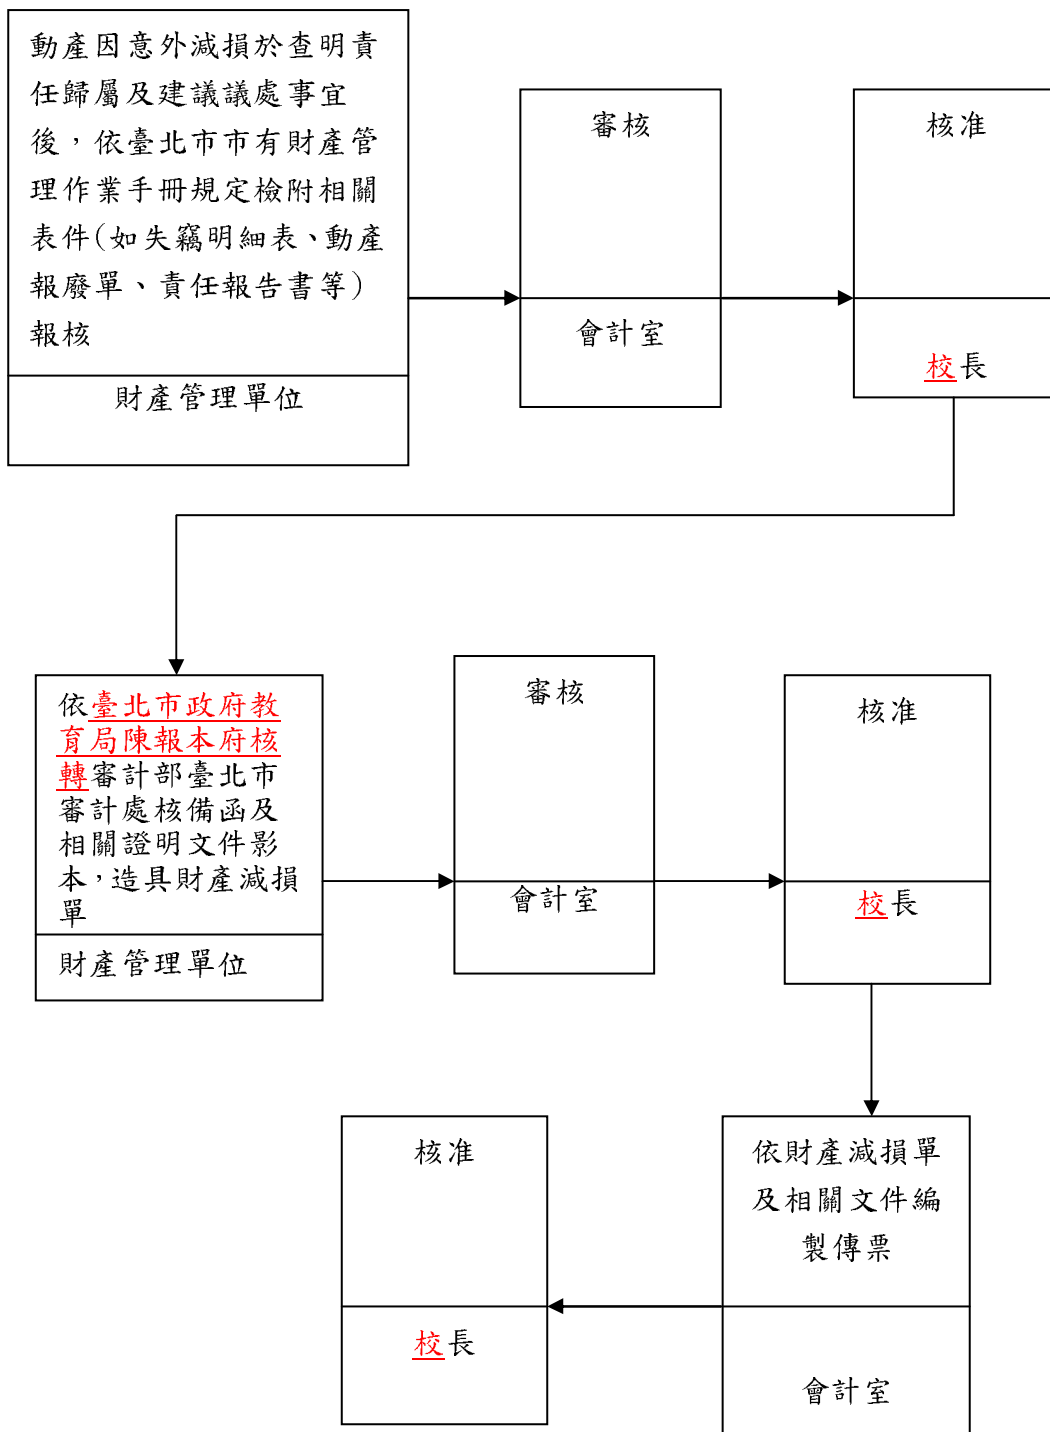 動產因意外減損於查明責
任歸屬及建議議處事宜
後，依臺北市市有財產管
理作業手冊規定檢附相關
表件(如失竊明細表、動產
報廢單、責任報告書等)
報核
財產管理單位
審核
會計室
核准
校長
依臺北市政府教
育局陳報本府核
轉審計部臺北市
審計處核備函及
相關證明文件影
本，造具財產減損
單
財產管理單位
審核
會計室
核准
校長
依財產減損單
及相關文件編
製傳票
會計室
核准
校長